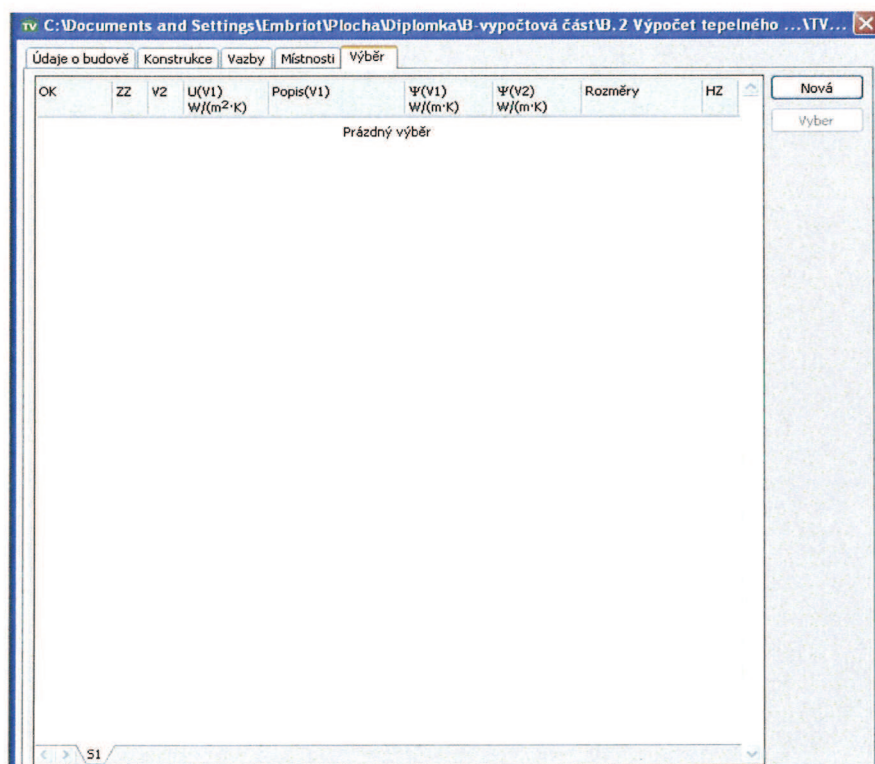 TV C:\Documents and Settings\Embriot\Plocha\Diplomka\B-vypočtová část\B.2 Výpočet tepelného ...\TV...
Údaje o budově Konstrukce Vazby Místnosti Výběr
OK ZZ V2 U(V1) Popis(V1) Ψ(V1) Ψ(V2) Rozměry HZ
W/(m²·K) W/(m·K) W/(m·K)
Nová
Vyber
Prázdný výběr
S1